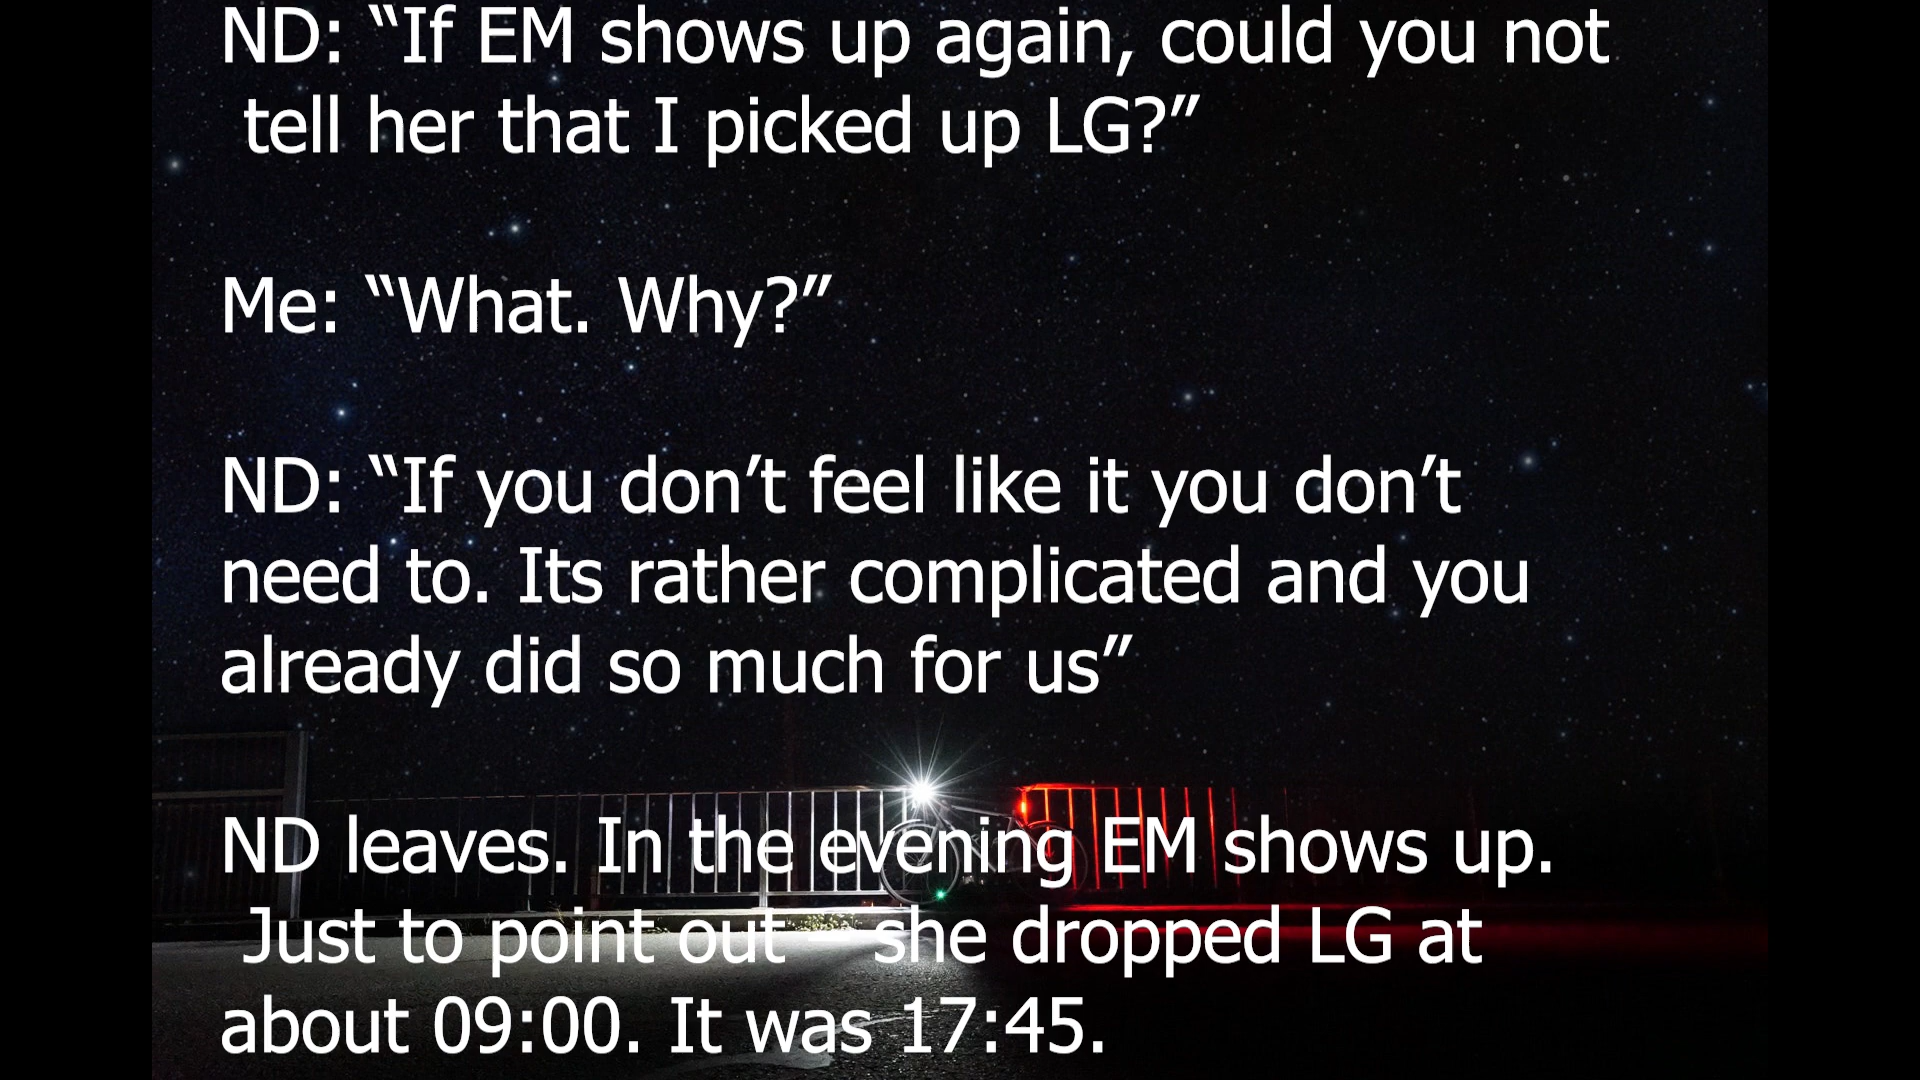 ND: “If EM shows up again, could you not
tell her that I picked up LG?”
Me: “What. Why?”
ND: “If you don’t feel like it you don’t
need to. Its rather complicated and you
already did so much for us”
ND leaves. In the evening EM shows up.
Just to point out – she dropped LG at
about 09:00. It was 17:45.